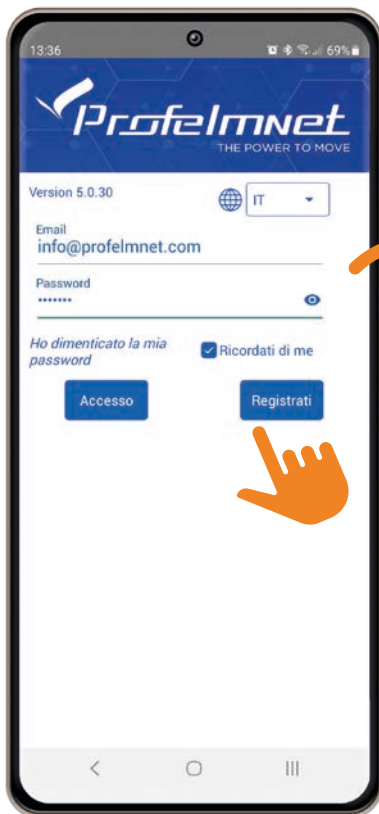 13:36
69%
Profelmnet
THE POWER TO MOVE
Version 5.0.30
IT
Email
info@profelmnet.com
Password
•••••••
Ho dimenticato la mia
password
Ricordati di me
Accesso
Registrati